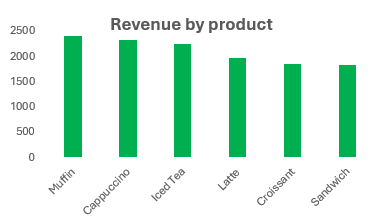 Revenue by product
2500
2000
1500
1000
500
0
Muffin
Cappuccino
Iced Tea
Latte
Croissant
Sandwich